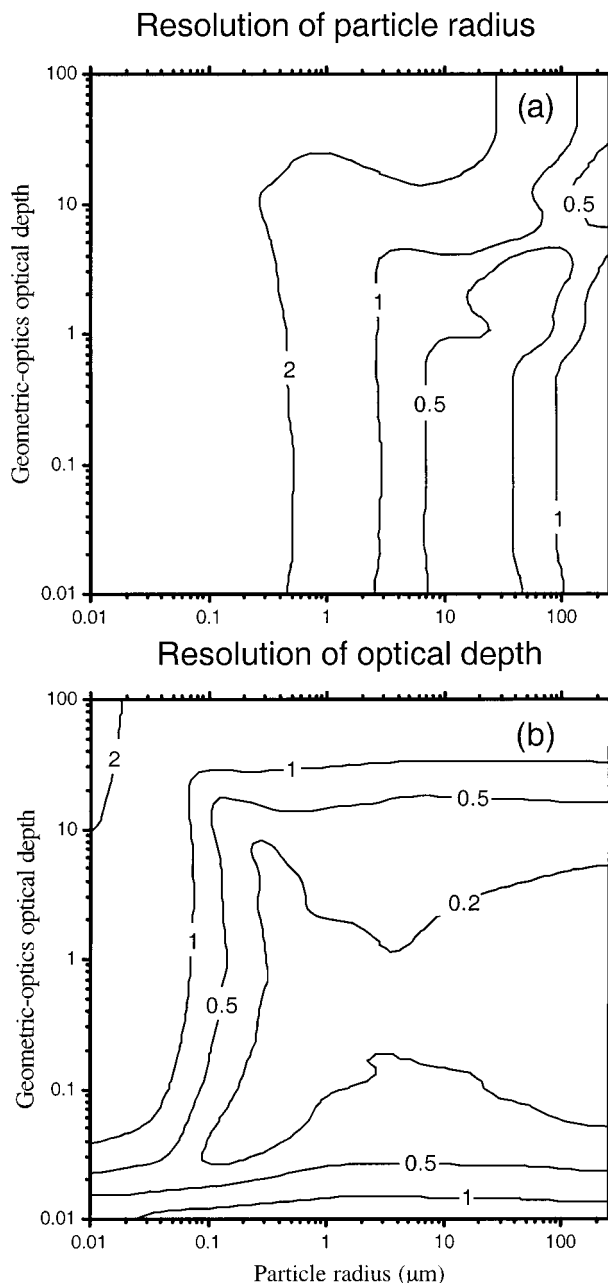 Resolution of particle radius
(a)
100
10
1
0.1
0.01
Geometric-optics optical depth
2
1
0.5
0.5
1
0.01 0.1 1 10 100
Resolution of optical depth
(b)
100
10
1
0.1
0.01
Geometric-optics optical depth
2
1
0.5
0.2
1
0.5
0.5
1
0.01 0.1 1 10 100
Particle radius (μm)